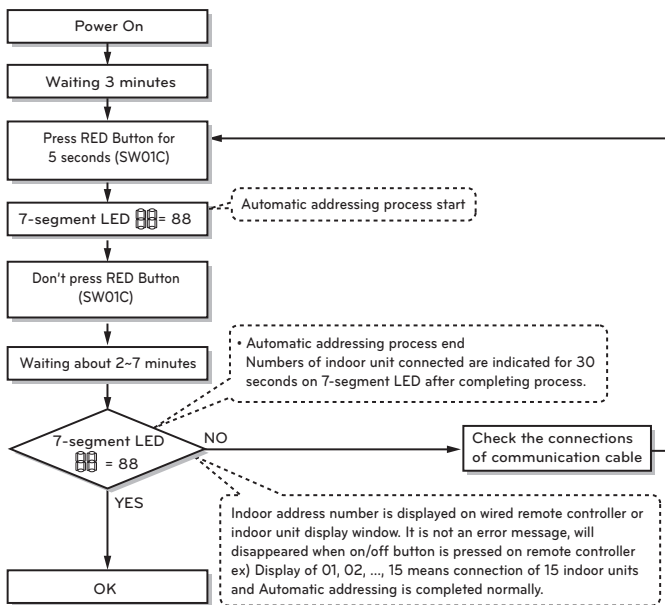 Power On
Waiting 3 minutes
Press RED Button for
5 seconds (SW01C)
7-segment LED 88 = 88
Automatic addressing process start
Don't press RED Button
(SW01C)
Waiting about 2~7 minutes
• Automatic addressing process end
Numbers of indoor unit connected are indicated for 30
seconds on 7-segment LED after completing process.
7-segment LED
88 = 88
NO
Check the connections
of communication cable
YES
Indoor address number is displayed on wired remote controller or
indoor unit display window. It is not an error message, will
disappeared when on/off button is pressed on remote controller
ex) Display of 01, 02, ..., 15 means connection of 15 indoor units
and Automatic addressing is completed normally.
OK